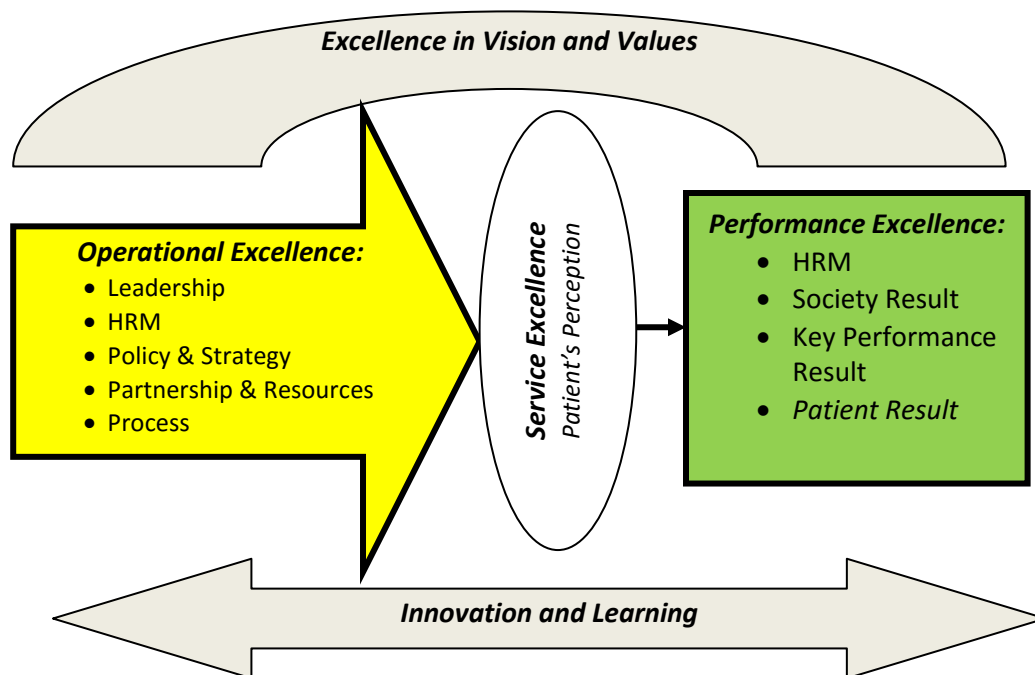 Excellence in Vision and Values
Operational Excellence:
• Leadership
• HRM
• Policy & Strategy
• Partnership & Resources
• Process
Service Excellence
Patient's Perception
Performance Excellence:
• HRM
• Society Result
• Key Performance
Result
• Patient Result
Innovation and Learning